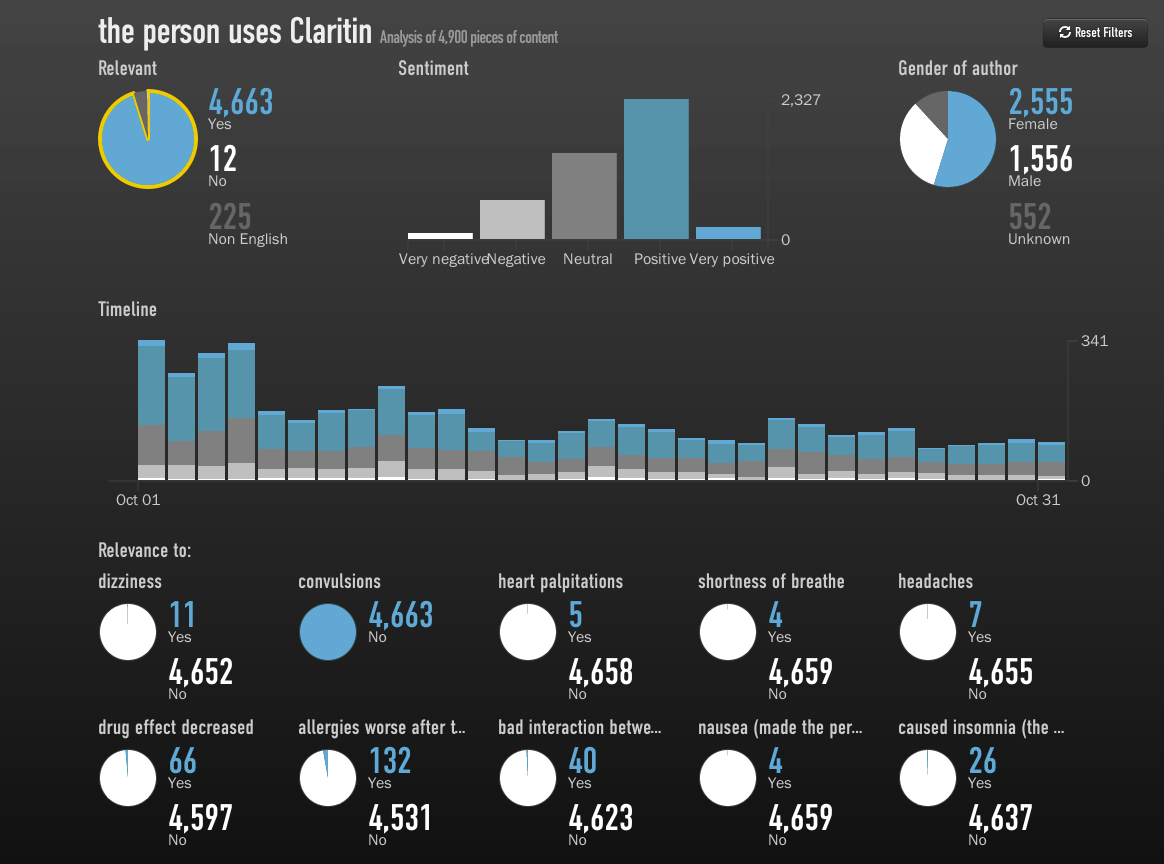 the person uses Claritin Analysis of 4,900 pieces of content
Reset Filters
Relevant
4,663
Yes
12
No
225
Non English
Sentiment
2,327
0
Very negative Negative Neutral Positive Very positive
Gender of author
2,555
Female
1,556
Male
552
Unknown
Timeline
341
0
Oct 01 Oct 31
Relevance to:
dizziness
11
Yes
4,652
No
convulsions
4,663
No
heart palpitations
5
Yes
4,658
No
shortness of breathe
4
Yes
4,659
No
headaches
7
Yes
4,655
No
drug effect decreased
66
Yes
4,597
No
allergies worse after t...
132
Yes
4,531
No
bad interaction betwe...
40
Yes
4,623
No
nausea (made the per...
4
Yes
4,659
No
caused insomnia (the ...
26
Yes
4,637
No